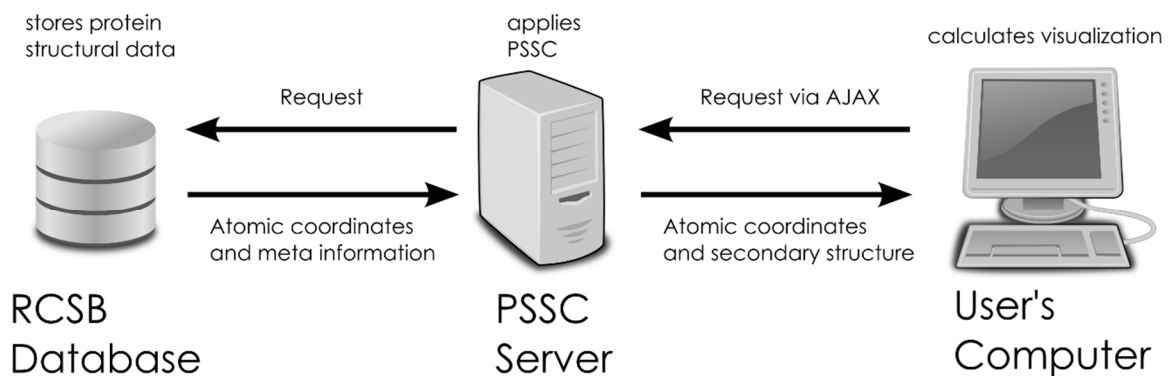 stores protein
structural data
applies
PSSC
calculates visualization
Request
Request via AJAX
Atomic coordinates
and meta information
Atomic coordinates
and secondary structure
RCSB
Database
PSSC
Server
User's
Computer